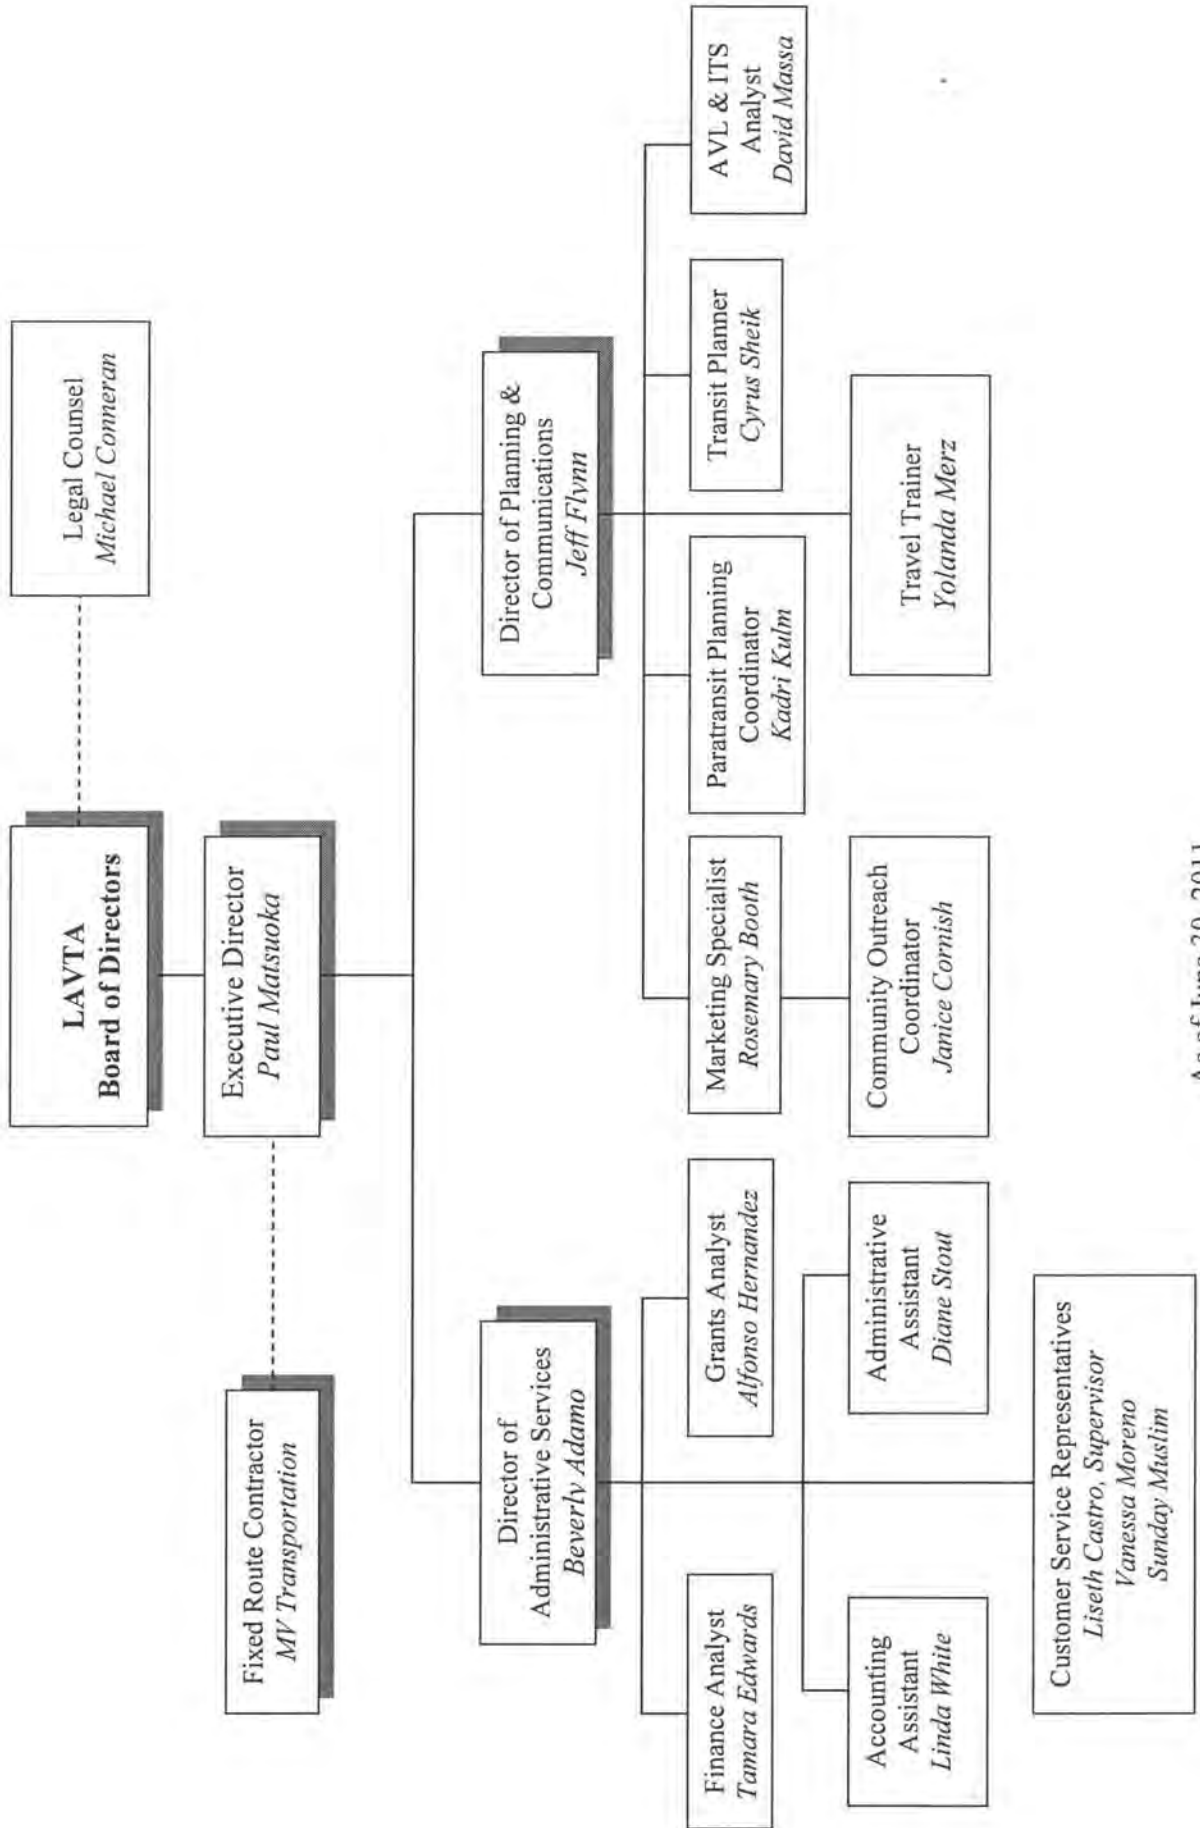 LAVTA
Board of Directors
Legal Counsel
Michael Conneran
Executive Director
Paul Matsuoka
Fixed Route Contractor
MV Transportation
Director of
Administrative Services
Beverly Adamo
Director of Planning &
Communications
Jeff Flynn
Finance Analyst
Tamara Edwards
Grants Analyst
Alfonso Hernandez
Marketing Specialist
Rosemary Booth
Paratransit Planning
Coordinator
Kadri Kulm
Transit Planner
Cyrus Sheik
AVL & ITS
Analyst
David Massa
Accounting
Assistant
Linda White
Administrative
Assistant
Diane Stout
Community Outreach
Coordinator
Janice Cornish
Travel Trainer
Yolanda Merz
Customer Service Representatives
Liseth Castro, Supervisor
Vanessa Moreno
Sunday Muslim
As of June 30, 2011